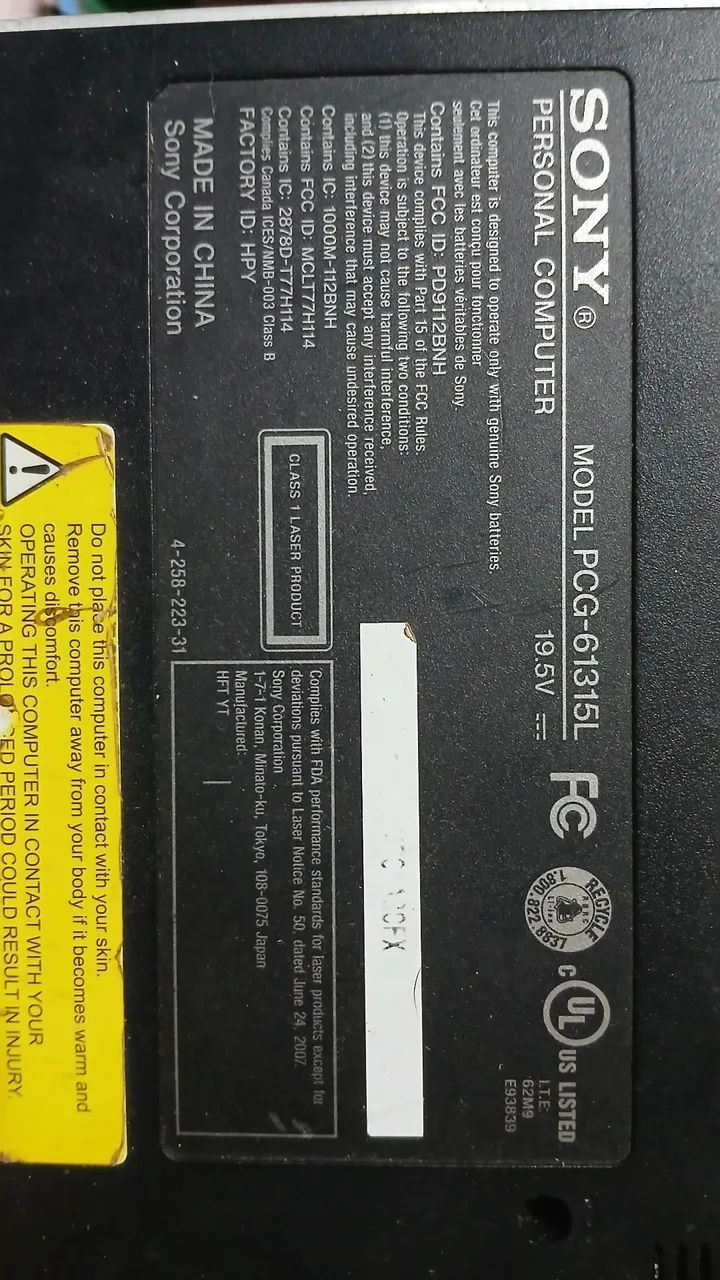 SONY®
PERSONAL COMPUTER
MODEL PCG-61315L
19.5V
FC
RECYCLE
1.800.822.8837
RBRC
Li-ion
C UL US LISTED
I.T.E.
62M9
E93839
This computer is designed to operate only with genuine Sony batteries.
Cet ordinateur est conçu pour fonctionner
seulement avec les batteries véritables de Sony.
Contains FCC ID: PD9112BNH
This device complies with Part 15 of the FCC Rules.
Operation is subject to the following two conditions:
(1) this device may not cause harmful interference,
and (2) this device must accept any interference received,
including interference that may cause undesired operation.
Contains IC: 1000M-112BNH
Contains FCC ID: MCLT77H114
Contains IC: 2878D-T77H114
Complies Canada ICES/NMB-003 Class B
FACTORY ID: HPY
MADE IN CHINA
Sony Corporation
CLASS 1 LASER PRODUCT
4-258-223-31
Complies with FDA performance standards for laser products except for
deviations pursuant to Laser Notice No. 50, dated June 24, 2007.
Sony Corporation
1-7-1 Konan, Minato-ku, Tokyo, 108-0075 Japan
Manufactured:
HFT YT
Do not place this computer in contact with your skin.
Remove this computer away from your body if it becomes warm and
causes discomfort.
OPERATING THIS COMPUTER IN CONTACT WITH YOUR
SKIN FOR A PROLONGED PERIOD COULD RESULT IN INJURY.